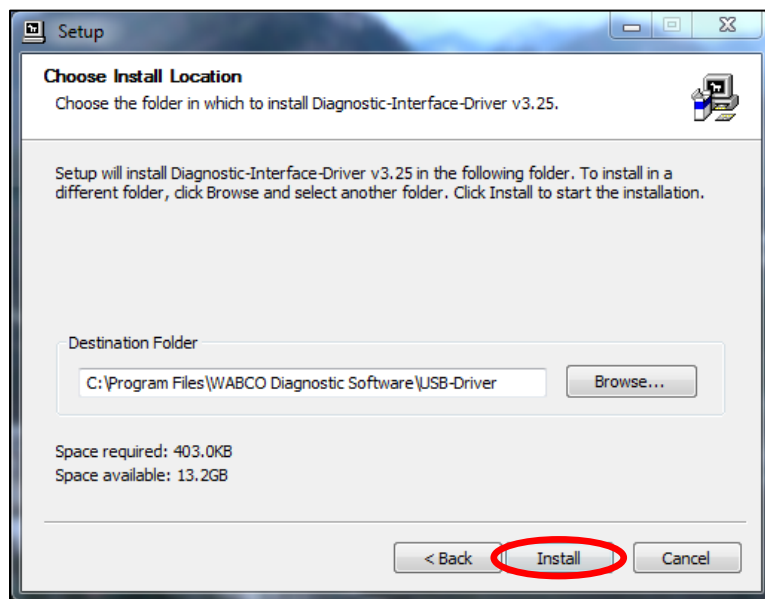 Setup
Choose Install Location
Choose the folder in which to install Diagnostic-Interface-Driver v3.25.
Setup will install Diagnostic-Interface-Driver v3.25 in the following folder. To install in a
different folder, click Browse and select another folder. Click Install to start the installation.
Destination Folder
C:\Program Files\WABCO Diagnostic Software\USB-Driver
Browse...
Space required: 403.0KB
Space available: 13.2GB
< Back
Install
Cancel